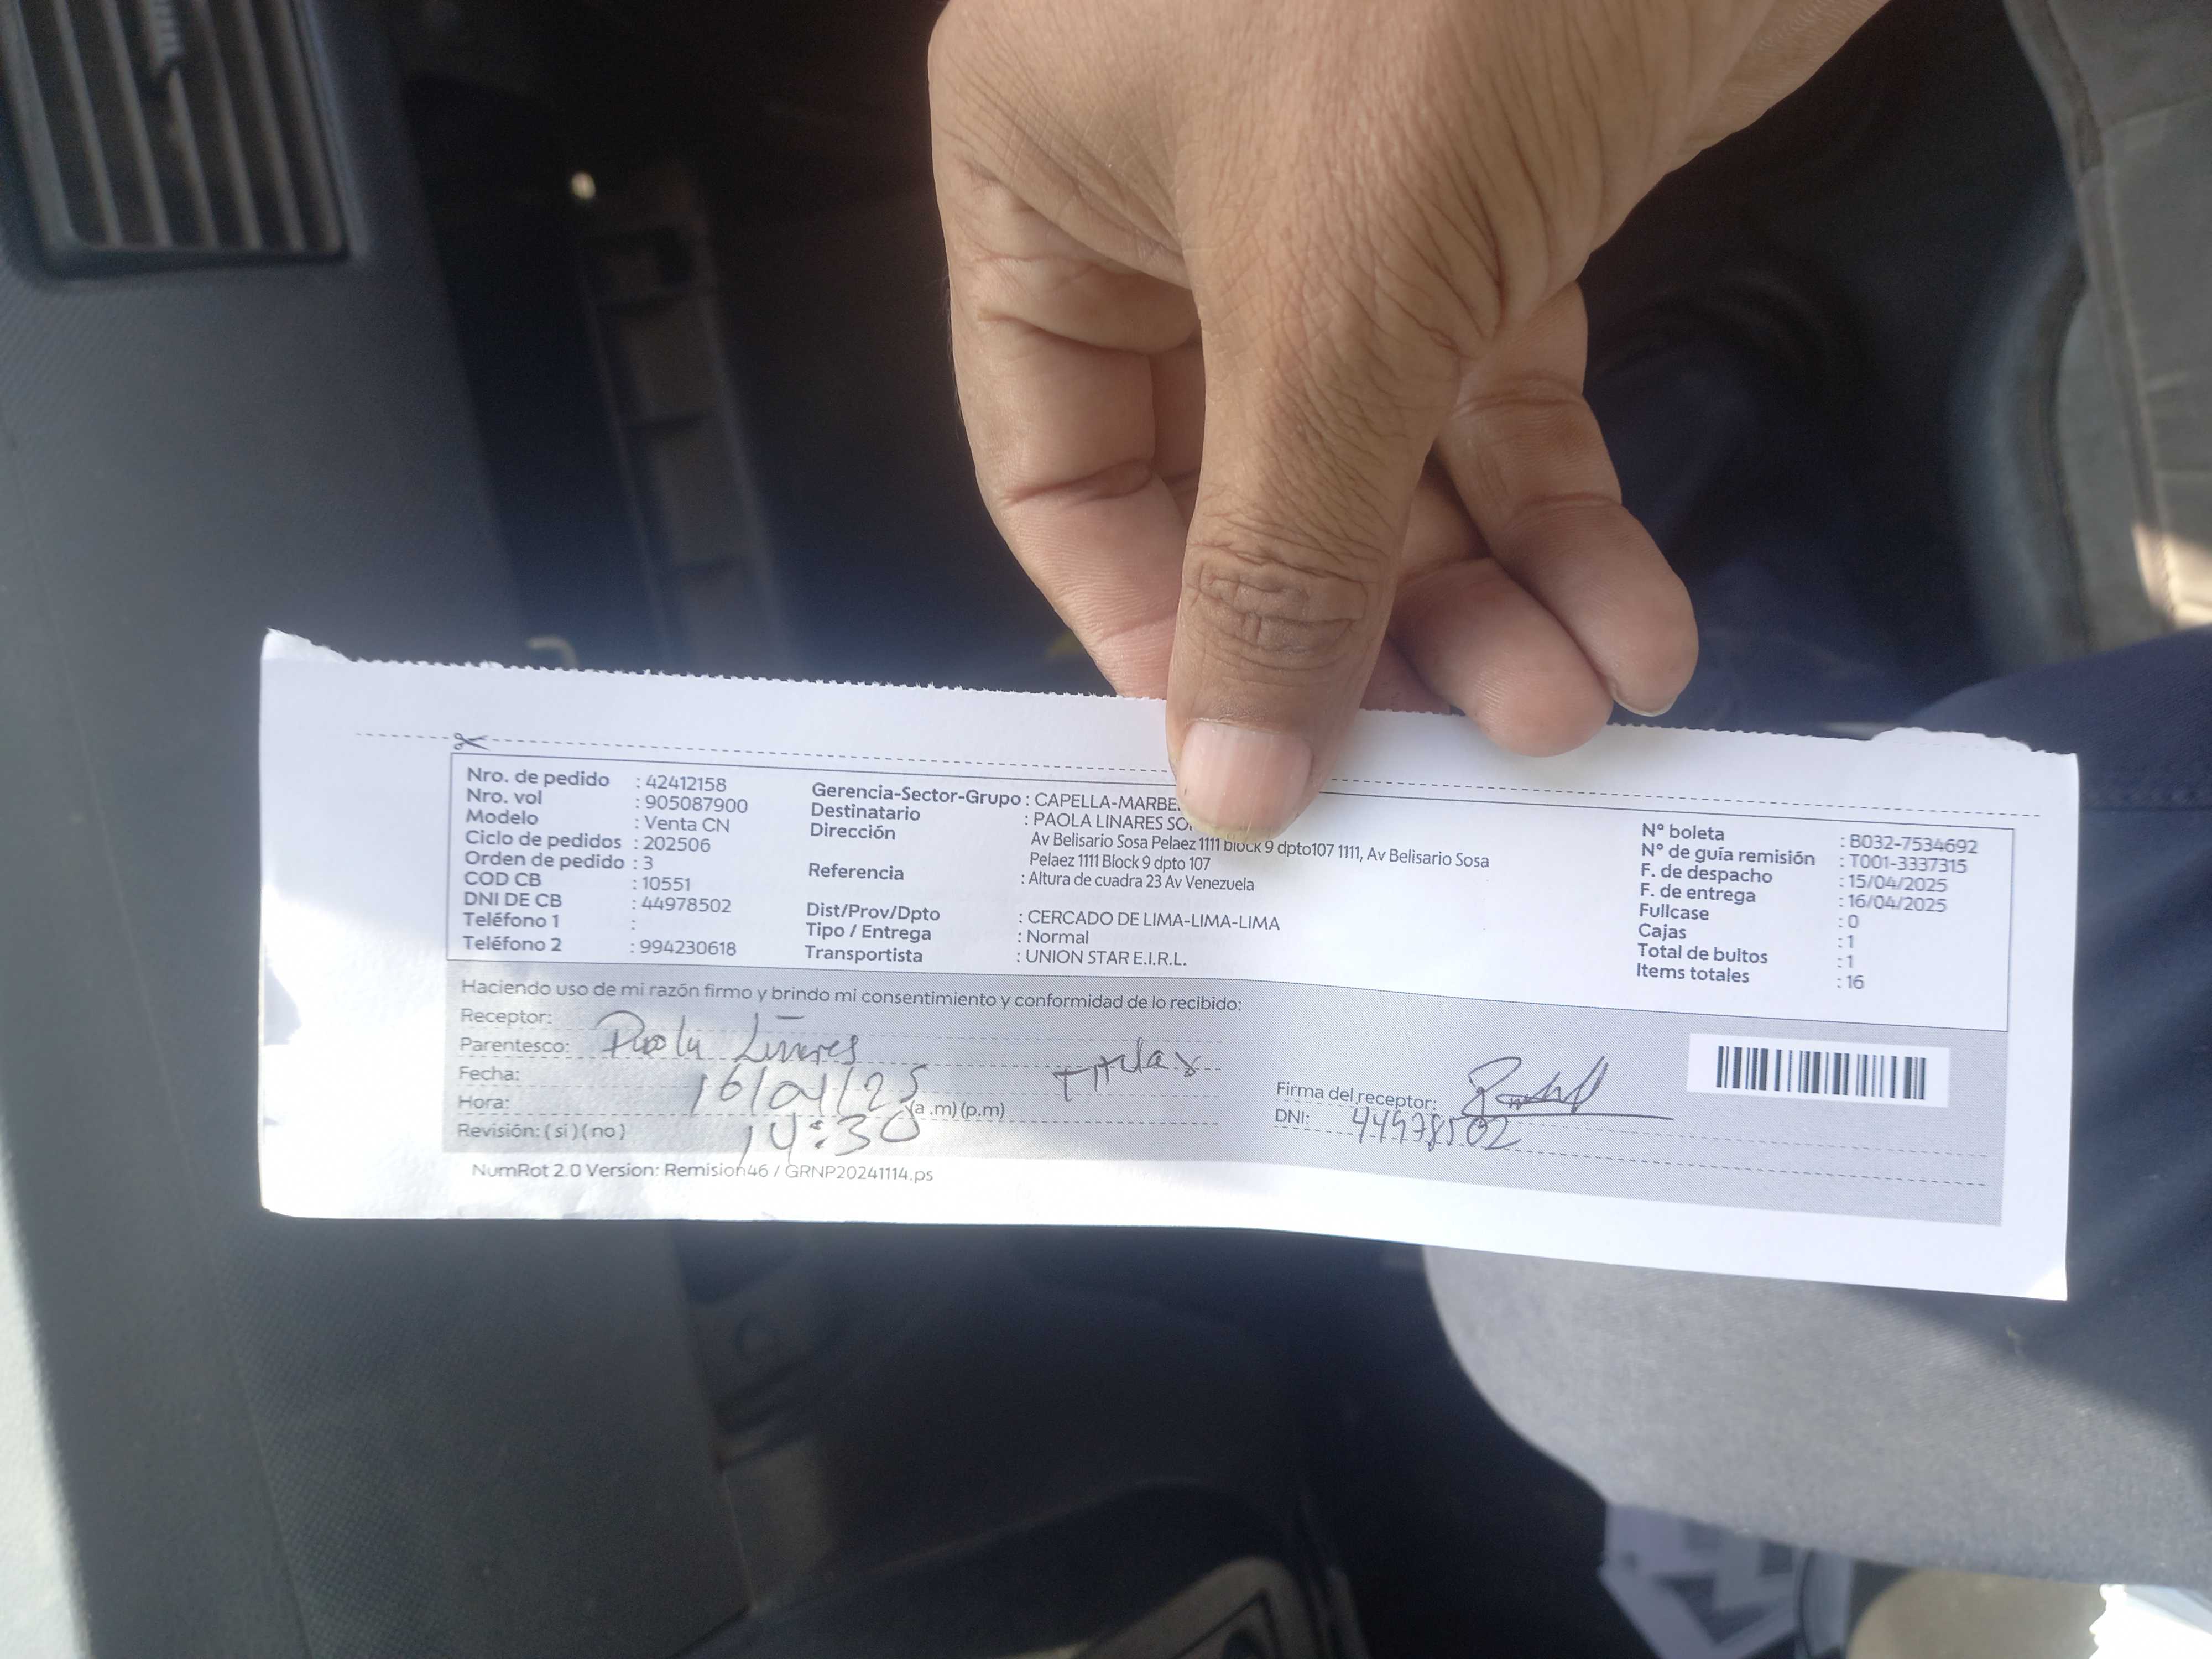 Nro. de pedido : 42412158
Nro. vol : 905087900
Modelo : Venta CN
Ciclo de pedidos : 202506
Orden de pedido : 3
COD CB : 10551
DNI DE CB : 44978502
Teléfono 1 :
Teléfono 2 : 994230618
Gerencia-Sector-Grupo : CAPELLA-MARBE
Destinatario : PAOLA LINARES
Dirección Av Belisario Sosa Pelaez 1111 block 9 dpto107 1111, Av Belisario Sosa
Pelaez 1111 Block 9 dpto 107
Referencia : Altura de cuadra 23 Av Venezuela
Dist/Prov/Dpto : CERCADO DE LIMA-LIMA-LIMA
Tipo / Entrega : Normal
Transportista : UNION STAR E.I.R.L.
N° boleta : B032-7534692
N° de guía remisión : T001-3337315
F. de despacho : 15/04/2025
F. de entrega : 16/04/2025
Fullcase : 0
Cajas : 1
Total de bultos : 1
Items totales : 16
Haciendo uso de mi razón firmo y brindo mi consentimiento y conformidad de lo recibido:
Receptor: Paola Linares
Parentesco: Titular
Fecha: 16/04/25
Hora: 14:30 (a .m) (p.m)
Revisión: ( si ) ( no )
Firma del receptor:
DNI: 44978502
NumRot 2.0 Version: Remision46 / GRNP20241114.ps